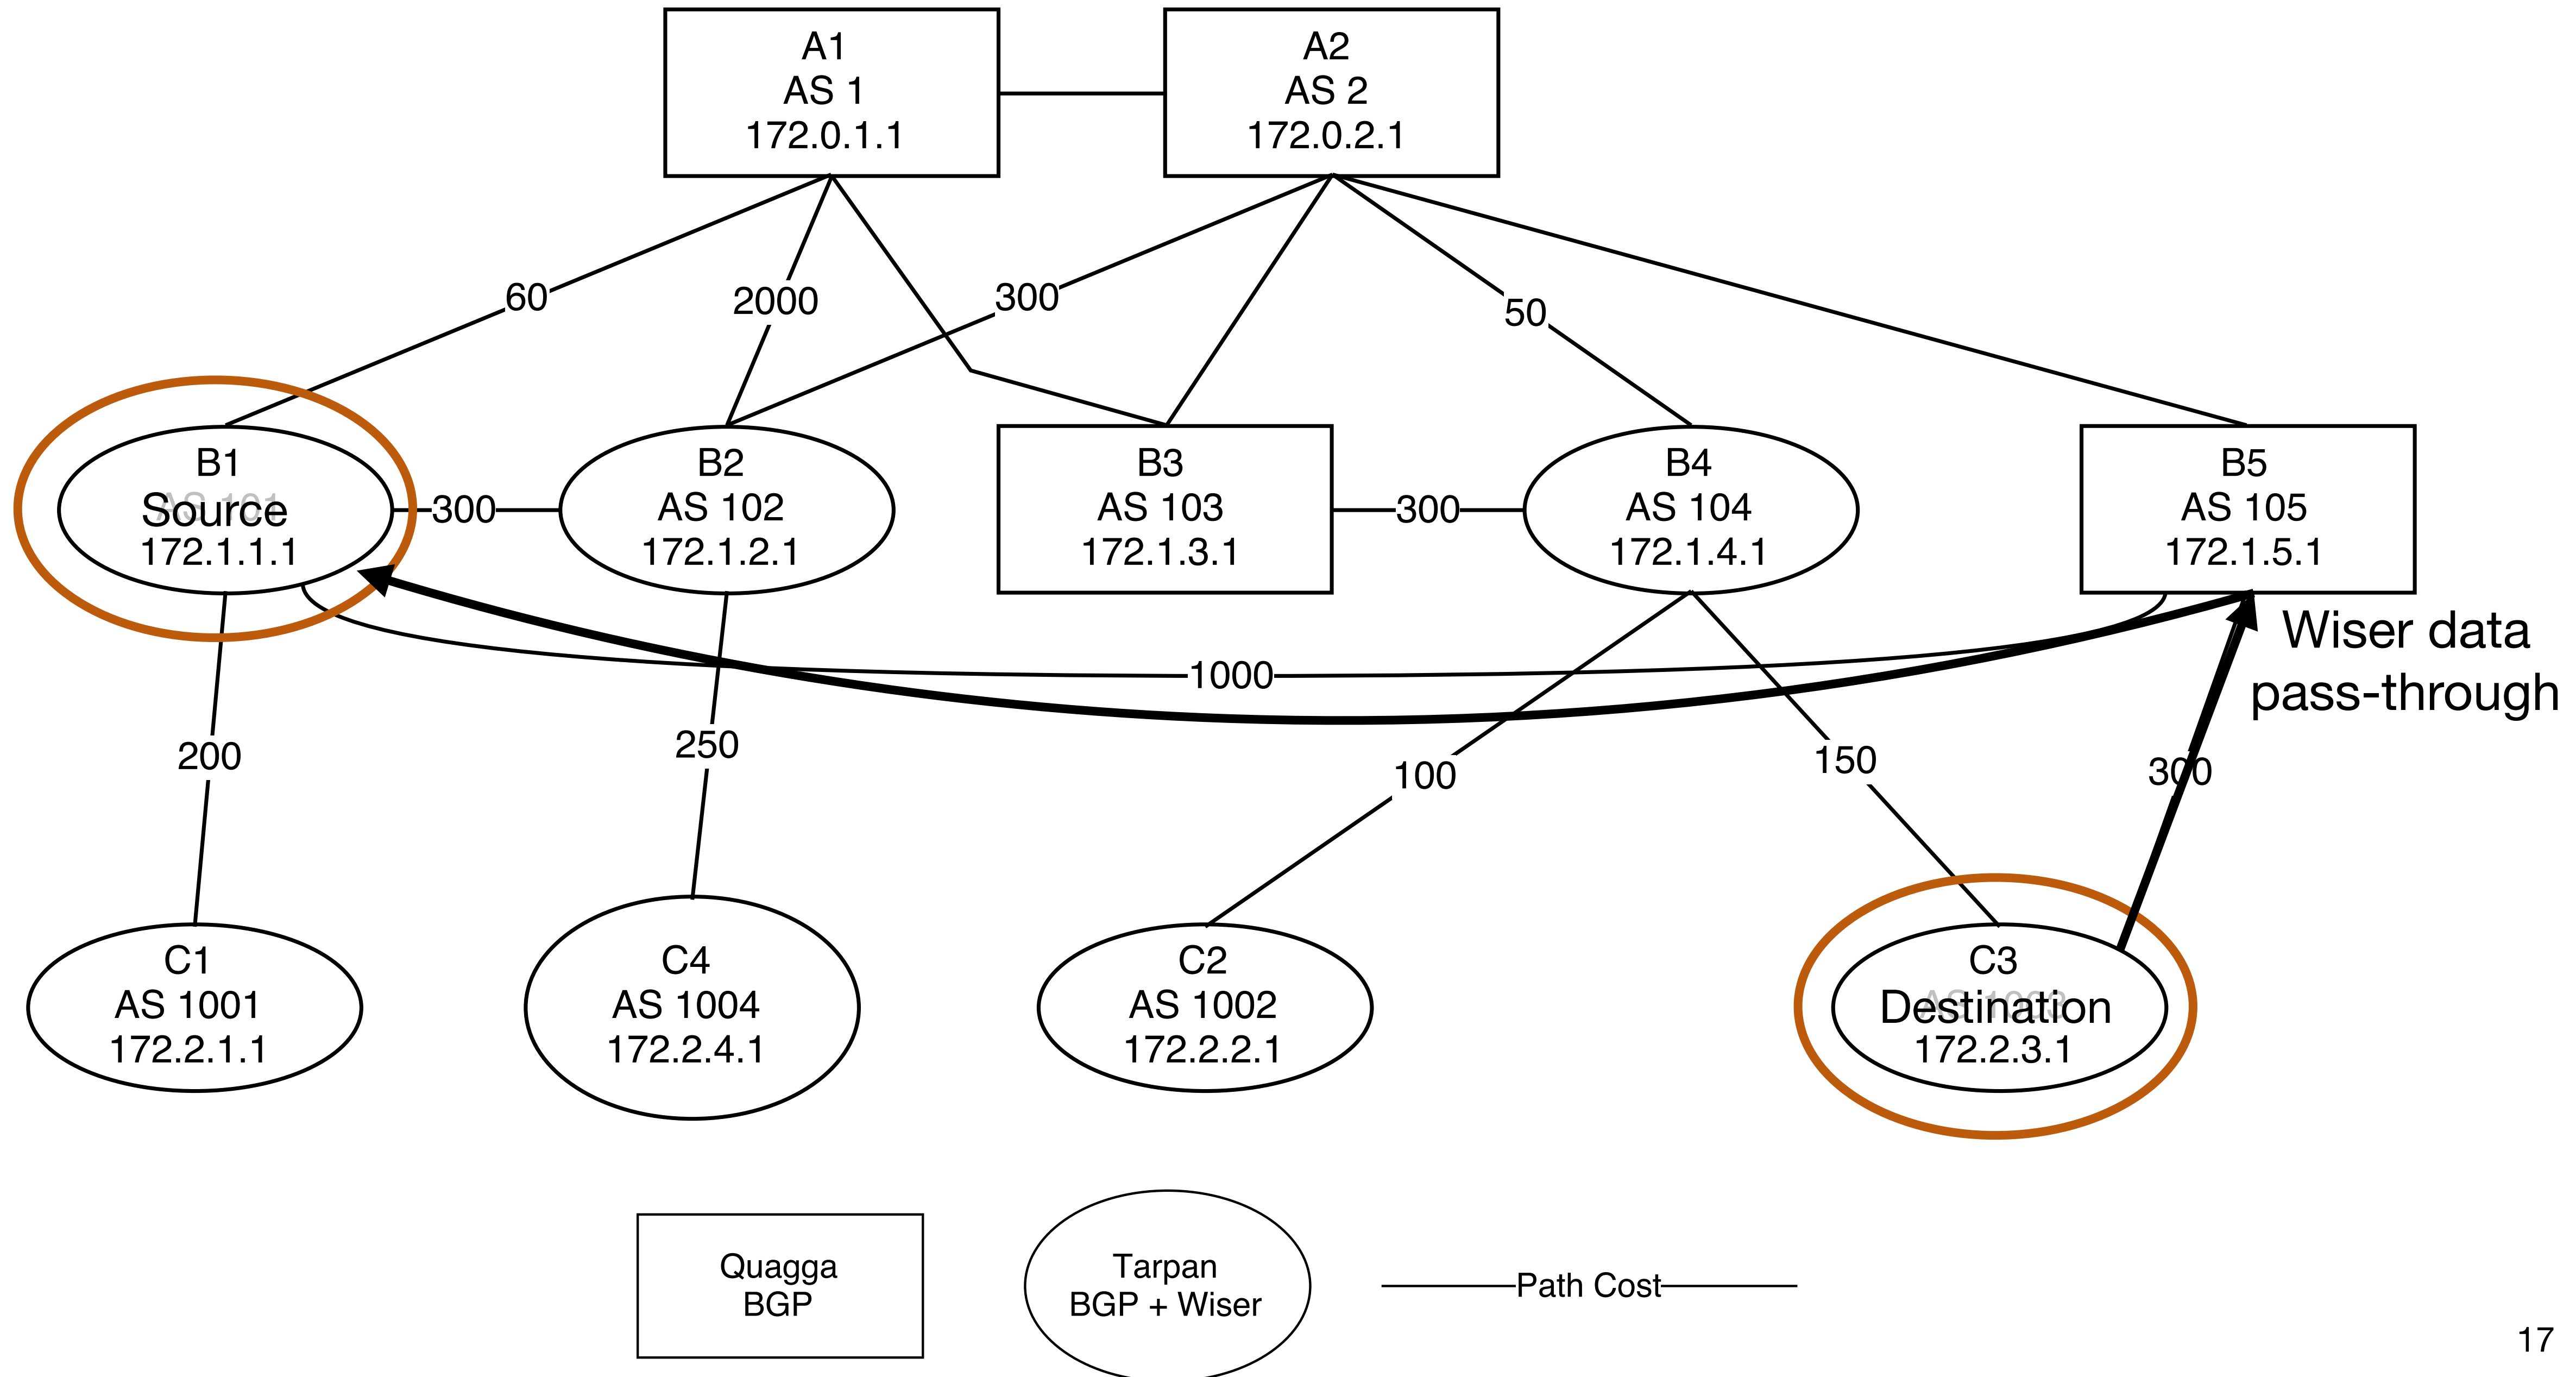 A1
AS 1
172.0.1.1
A2
AS 2
172.0.2.1
60
2000
300
50
B1
AS 101
Source
172.1.1.1
300
B2
AS 102
172.1.2.1
B3
AS 103
172.1.3.1
300
B4
AS 104
172.1.4.1
B5
AS 105
172.1.5.1
Wiser data
pass-through
1000
200
250
100
150
300
C1
AS 1001
172.2.1.1
C4
AS 1004
172.2.4.1
C2
AS 1002
172.2.2.1
C3
AS 1003
Destination
172.2.3.1
Quagga
BGP
Tarpan
BGP + Wiser
Path Cost
17